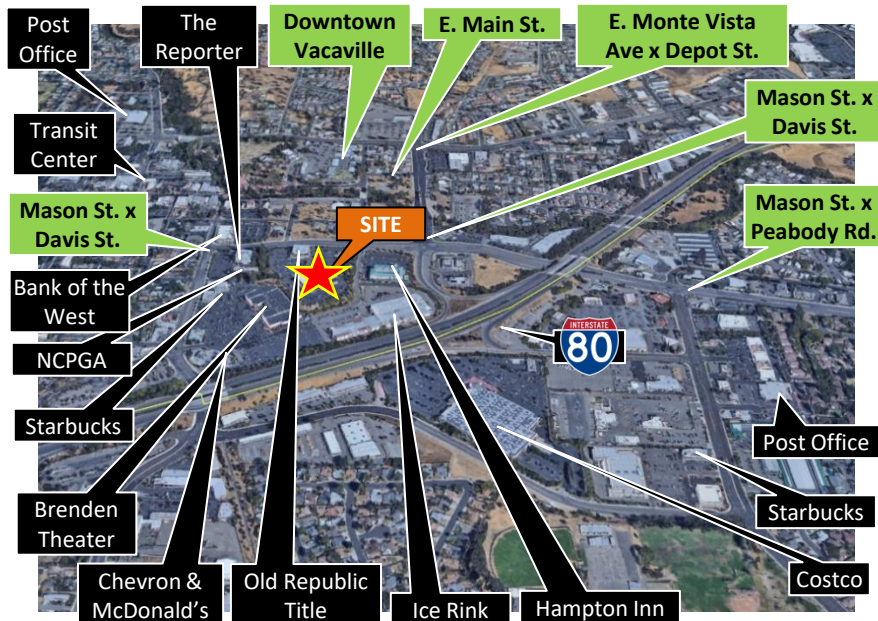 Post
Office
The
Reporter
Downtown
Vacaville
E. Main St.
E. Monte Vista
Ave x Depot St.
Mason St. x
Davis St.
Transit
Center
Mason St. x
Davis St.
SITE
Mason St. x
Peabody Rd.
Bank of the
West
INTERSTATE
80
NCPGA
Starbucks
Post Office
Brenden
Theater
Starbucks
Chevron &
McDonald's
Old Republic
Title
Ice Rink
Hampton Inn
Costco